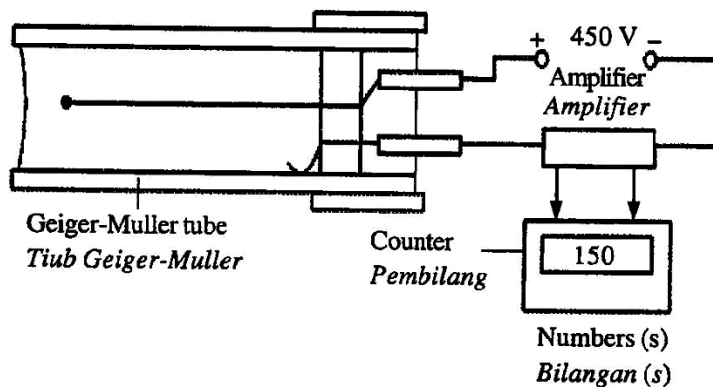 + 450 V −
Amplifier
Amplifier
Geiger-Muller tube
Tiub Geiger-Muller
Counter
Pembilang
150
Numbers (s)
Bilangan (s)